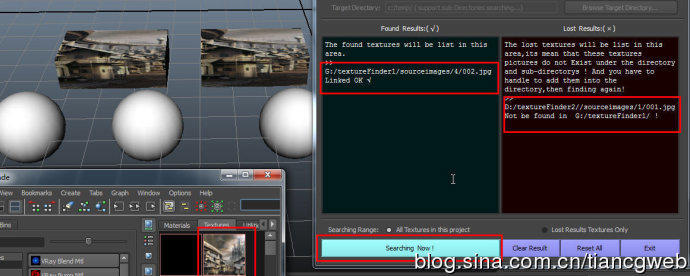 Target Directory:
c:/temp/ ( support sub-Directories searching....)
Browse Target Directory...
Found Results:(√)
Lost Results:(×)
The found textures will be list in this
area.
>>
G:/textureFinder1/sourceimages/4/002.jpg
Linked OK √
The lost textures will be list in this
area,its mean that these textures
pictures do not Exist under the directory
and sub-directorys ! And you have to
handle to add them into the
directory,then finding again!
>>
D:/textureFinder2//sourceimages/1/001.jpg
Not be found in G:/textureFinder1/ !
Searching Range:
All Textures in this project
Lost Results Textures Only
Searching Now !
Clear Result
Reset All
Exit
View
Bookmarks
Create
Tabs
Graph
Window
Options
Help
Materials
Textures
Utiliti
VRay Blend Mtl
VRay Bump Mtl
blog.sina.com.cn/tiancgweb